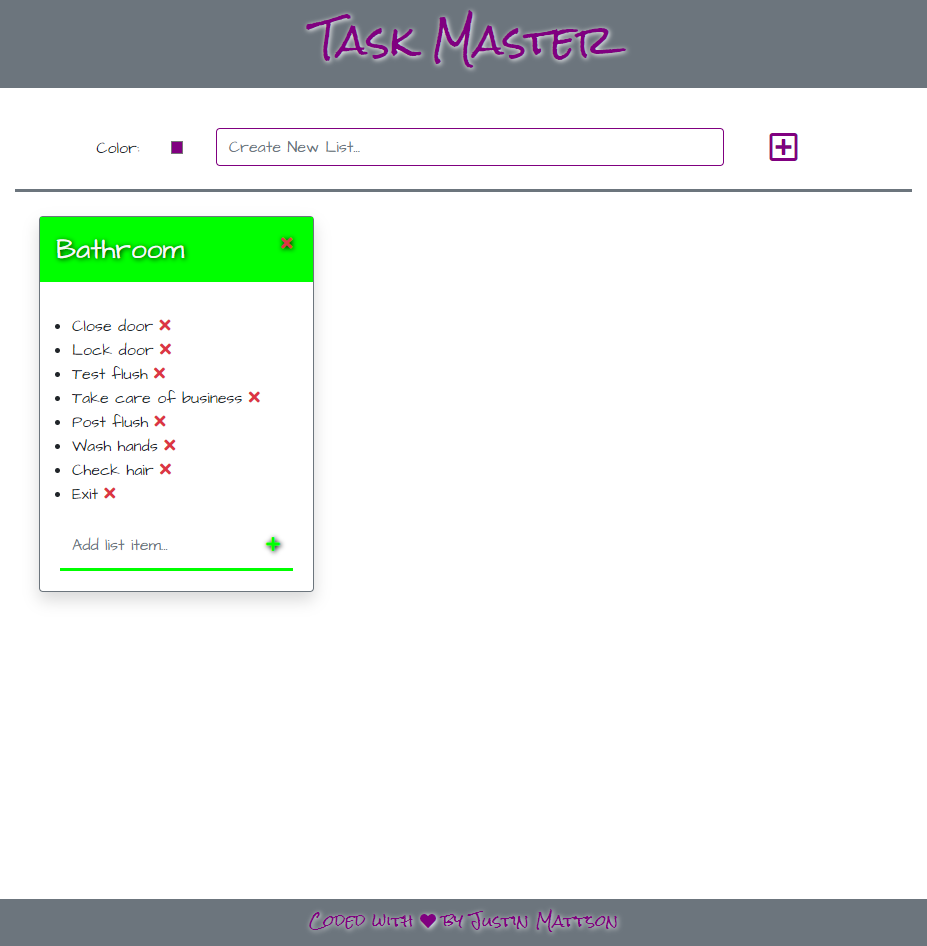 Task Master
Color:
Create New List...
Bathroom
Close door
Lock door
Test flush
Take care of business
Post flush
Wash hands
Check hair
Exit
Add list item...
Coded with ♥ by Justin Mattson